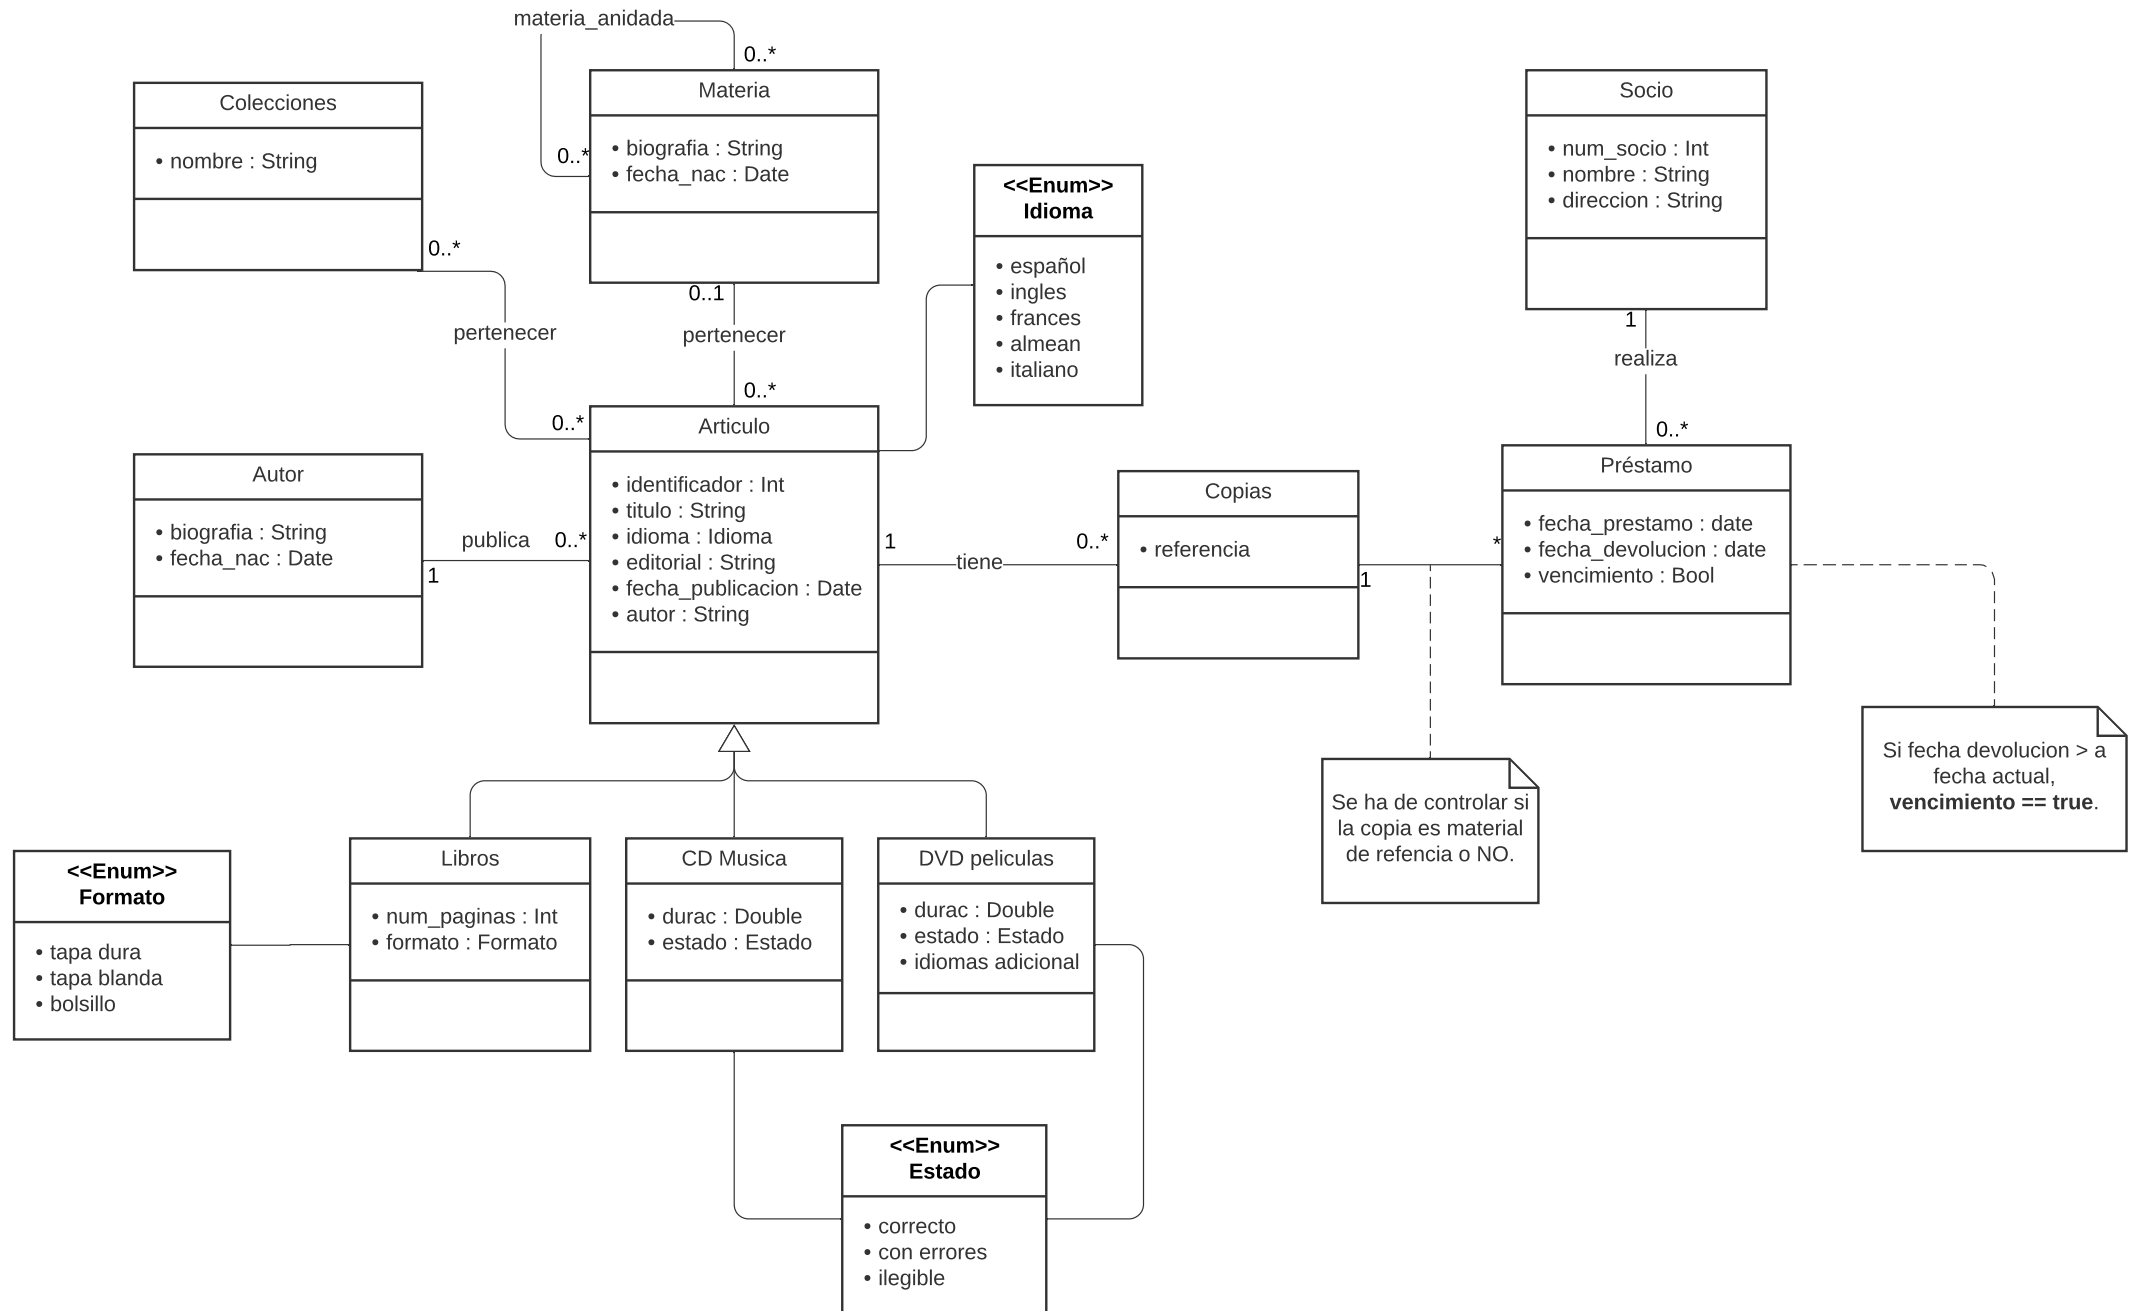 materia_anidada
0..*
0..*
Materia
• biografia : String
• fecha_nac : Date
Colecciones
• nombre : String
0..*
pertenecer
0..*
0..1
pertenecer
0..*
<<Enum>>
Idioma
• español
• ingles
• frances
• almean
• italiano
Socio
• num_socio : Int
• nombre : String
• direccion : String
1
realiza
0..*
Autor
• biografia : String
• fecha_nac : Date
publica
1
0..*
Articulo
• identificador : Int
• titulo : String
• idioma : Idioma
• editorial : String
• fecha_publicacion : Date
• autor : String
1
tiene
0..*
Copias
• referencia
1
*
Préstamo
• fecha_prestamo : date
• fecha_devolucion : date
• vencimiento : Bool
Se ha de controlar si
la copia es material
de refencia o NO.
Si fecha devolucion > a
fecha actual,
vencimiento == true.
<<Enum>>
Formato
• tapa dura
• tapa blanda
• bolsillo
Libros
• num_paginas : Int
• formato : Formato
CD Musica
• durac : Double
• estado : Estado
DVD peliculas
• durac : Double
• estado : Estado
• idiomas adicional
<<Enum>>
Estado
• correcto
• con errores
• ilegible